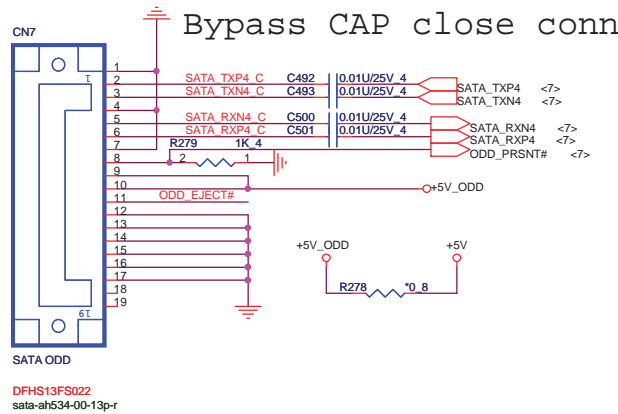 Bypass CAP close conn
CN7
1
1
2 SATA_TXP4_C C492 0.01U/25V_4 SATA_TXP4 <7>
3 SATA_TXN4_C C493 0.01U/25V_4 SATA_TXN4 <7>
4
5 SATA_RXN4_C C500 0.01U/25V_4 SATA_RXN4 <7>
6 SATA_RXP4_C C501 0.01U/25V_4 SATA_RXP4 <7>
7 R279 1K_4 ODD_PRSNT# <7>
8 2 1
9
10 +5V_ODD
11 ODD_EJECT#
12
13
14
15
16
17
18
19
19
+5V_ODD +5V
R278 *0_8
SATA ODD
DFHS13FS022
sata-ah534-00-13p-r